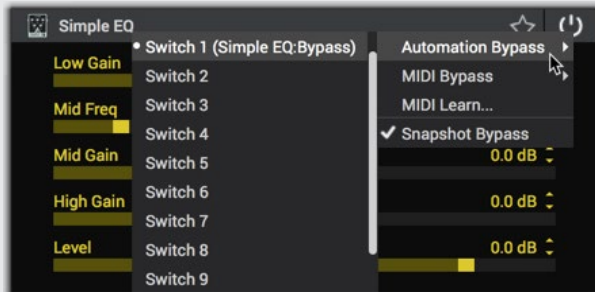 Simple EQ
Low Gain
Mid Freq
Mid Gain
High Gain
Level
• Switch 1 (Simple EQ:Bypass)
Switch 2
Switch 3
Switch 4
Switch 5
Switch 6
Switch 7
Switch 8
Switch 9
Automation Bypass
MIDI Bypass
MIDI Learn...
✓ Snapshot Bypass
0.0 dB
0.0 dB
0.0 dB